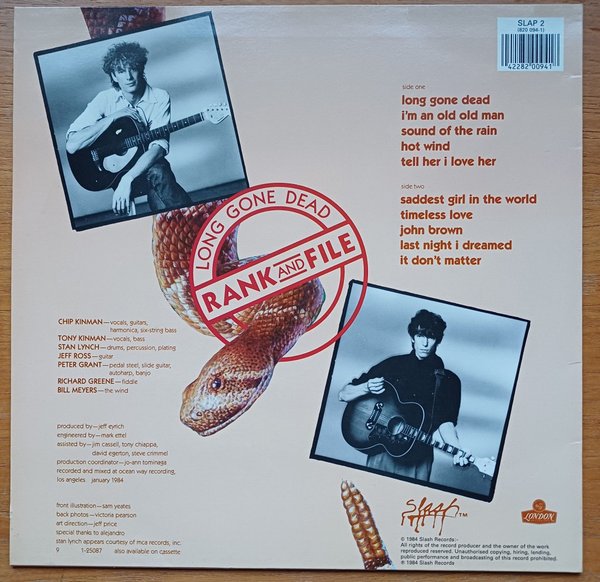 SLAP 2
(820 094-1)
42282 00941
side one
long gone dead
i'm an old old man
sound of the rain
hot wind
tell her i love her
side two
saddest girl in the world
timeless love
john brown
last night i dreamed
it don't matter
LONG GONE DEAD
RANK AND FILE
CHIP KINMAN—vocals, guitars,
harmonica, six-string bass
TONY KINMAN—vocals, bass
STAN LYNCH—drums, percussion, plating
JEFF ROSS—guitar
PETER GRANT—pedal steel, slide guitar,
autoharp, banjo
RICHARD GREENE—fiddle
BILL MEYERS—the wind
produced by—jeff eyrich
engineered by—mark ettel
assisted by—jim cassell, tony chiappa,
david egerton, steve crimmel
production coordinator—jo-ann tominaga
recorded and mixed at ocean way recording,
los angeles january 1984
front illustration—sam yeates
back photos—victoria pearson
art direction—jeff price
special thanks to alejandro
stan lynch appears courtesy of mca records, inc.
9 1-25087 also available on cassette
slash TM
LONDON
© 1984 Slash Records:-
All rights of the record producer and the owner of the work
reproduced reserved. Unauthorised copying, hiring, lending,
public performance and broadcasting of this record prohibited.
℗ 1984 Slash Records.